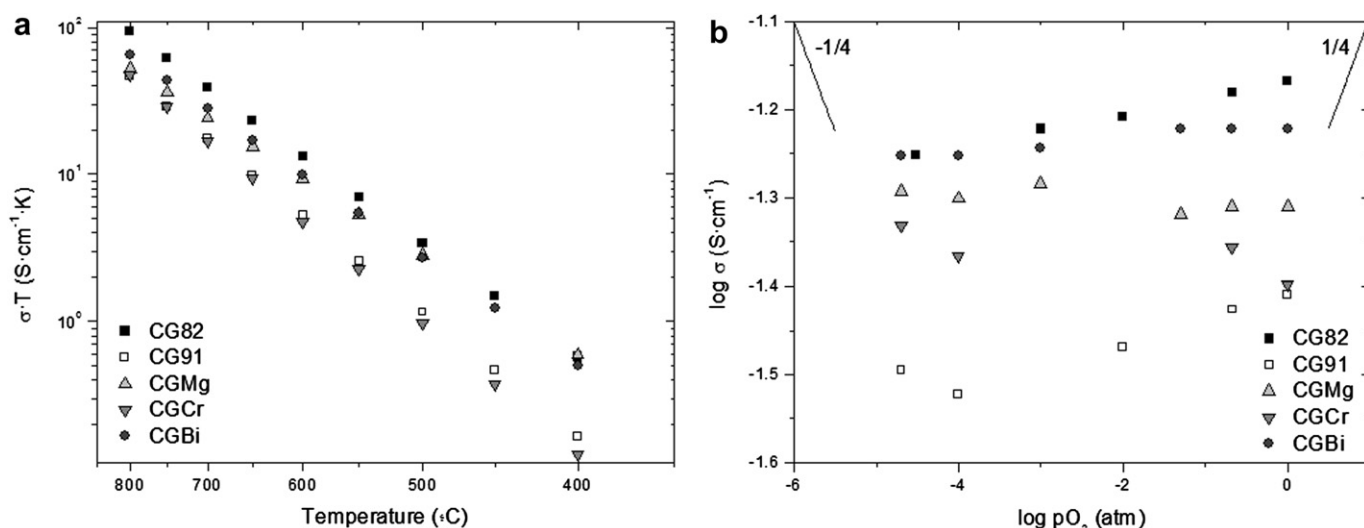 a
10²
10¹
10⁰
σ·T (S·cm⁻¹·K)
CG82
CG91
CGMg
CGCr
CGBi
800 700 600 500 400
Temperature (◦C)
b
-1.1
-1.2
-1.3
-1.4
-1.5
-1.6
log σ (S·cm⁻¹)
-1/4
1/4
CG82
CG91
CGMg
CGCr
CGBi
-6 -4 -2 0
log pO₂ (atm)